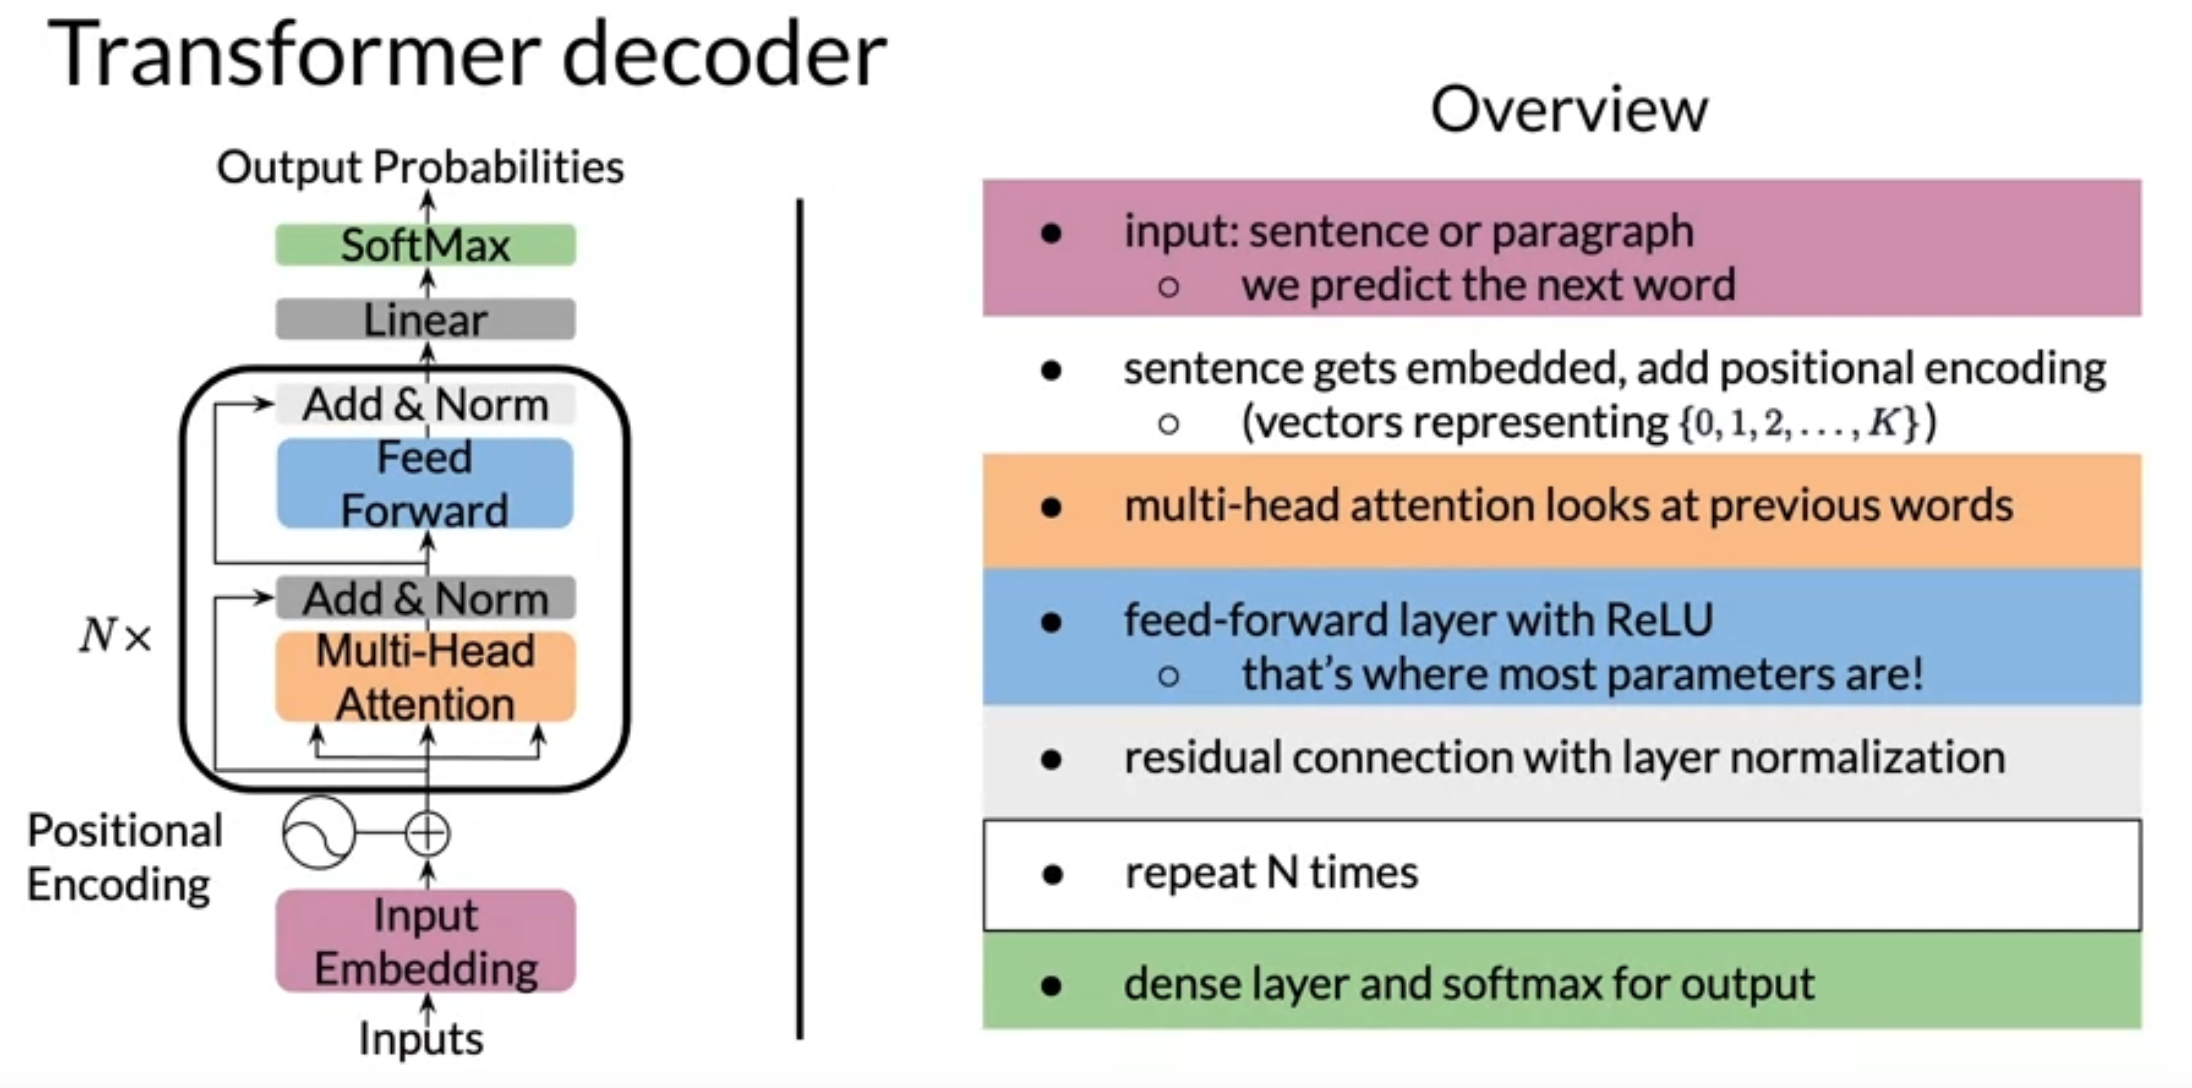 Transformer decoder
Output Probabilities
SoftMax
Linear
Add & Norm
Feed
Forward
Add & Norm
N×
Multi-Head
Attention
Positional
Encoding
Input
Embedding
Inputs
Overview
● input: sentence or paragraph
○ we predict the next word
● sentence gets embedded, add positional encoding
○ (vectors representing {0, 1, 2, . . . , K})
● multi-head attention looks at previous words
● feed-forward layer with ReLU
○ that's where most parameters are!
● residual connection with layer normalization
● repeat N times
● dense layer and softmax for output